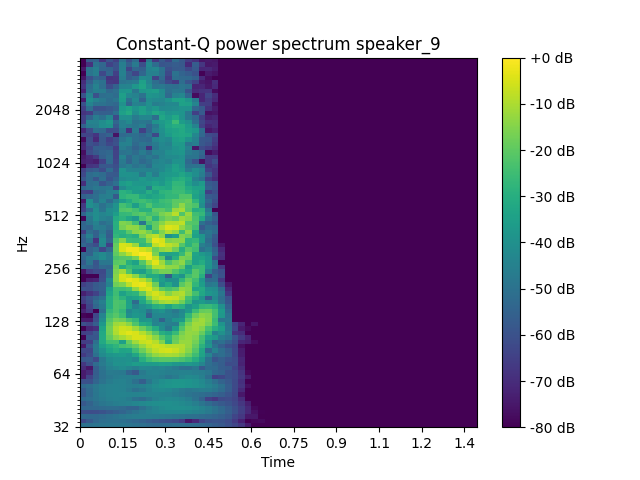 Constant-Q power spectrum speaker_9
Hz
2048
1024
512
256
128
64
32
0 0.15 0.3 0.45 0.6 0.75 0.9 1.1 1.2 1.4
Time
+0 dB
-10 dB
-20 dB
-30 dB
-40 dB
-50 dB
-60 dB
-70 dB
-80 dB